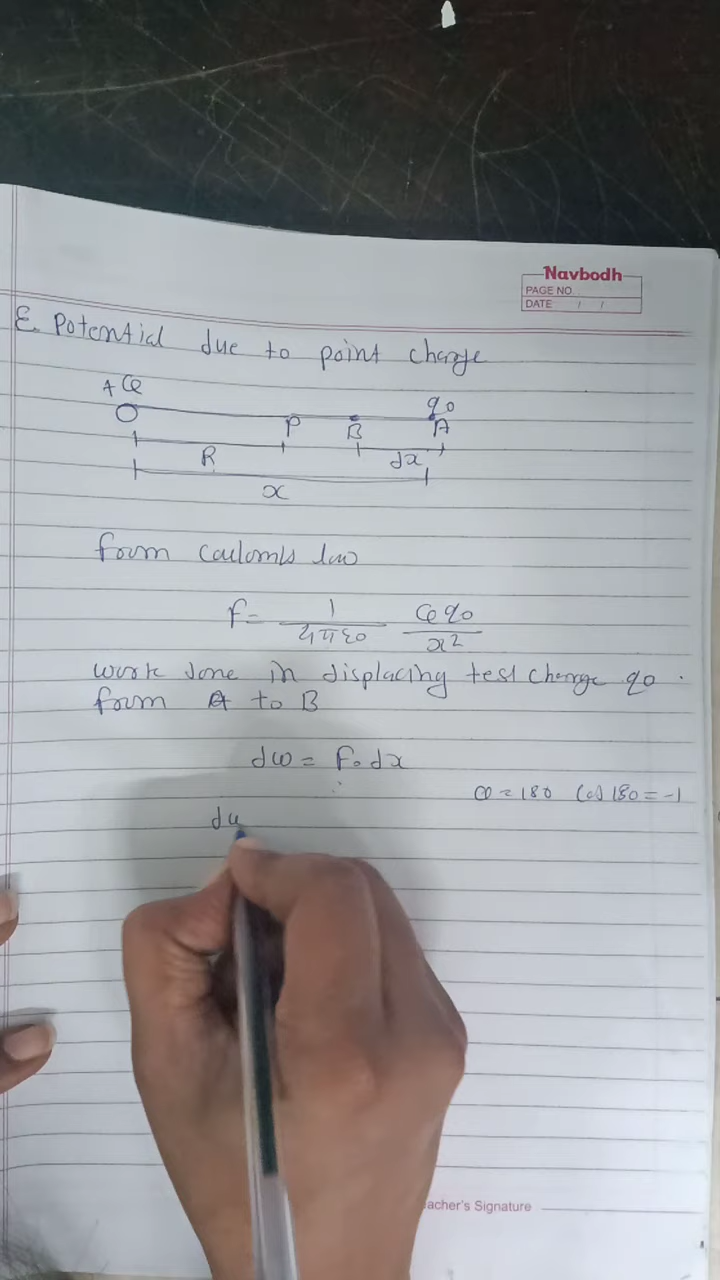 Navbodh
PAGE NO.
DATE / /
E. Potential due to point charge
+Q q0
P B A
R dx
x
from Coulomb's law
F = 1/4πε0 Qq0/x2
work done in displacing test charge q0
from A to B
dw = F. dx
Q = 180 Cos 180 = -1
dw
acher's Signature